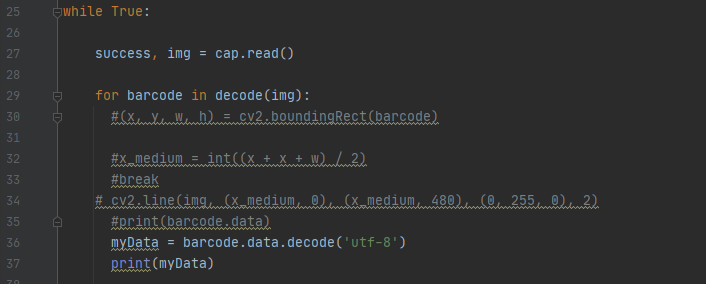 25 while True:
26
27 success, img = cap.read()
28
29 for barcode in decode(img):
30 #(x, y, w, h) = cv2.boundingRect(barcode)
31
32 #x_medium = int((x + x + w) / 2)
33 #break
34 # cv2.line(img, (x_medium, 0), (x_medium, 480), (0, 255, 0), 2)
35 #print(barcode.data)
36 myData = barcode.data.decode('utf-8')
37 print(myData)